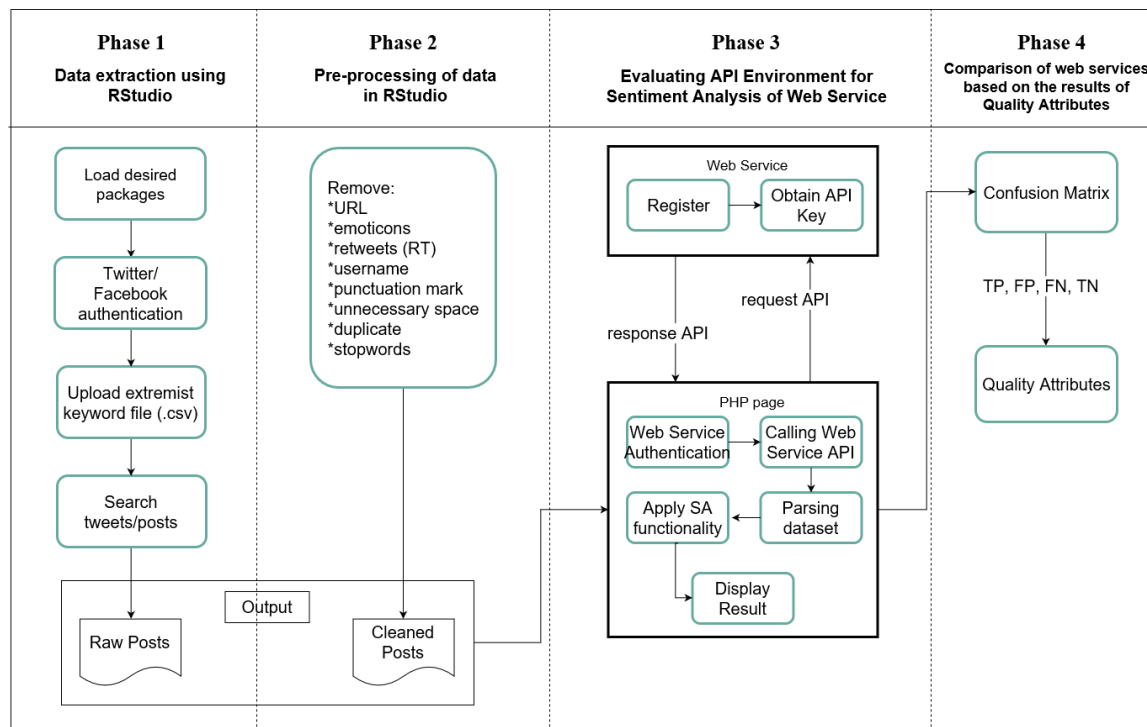 Phase 1
Data extraction using
RStudio
Load desired
packages
Twitter/
Facebook
authentication
Upload extremist
keyword file (.csv)
Search
tweets/posts
Output
Raw Posts
Phase 2
Pre-processing of data
in RStudio
Remove:
*URL
*emoticons
*retweets (RT)
*username
*punctuation mark
*unnecessary space
*duplicate
*stopwords
Cleaned
Posts
Phase 3
Evaluating API Environment for
Sentiment Analysis of Web Service
Web Service
Register
Obtain API
Key
response API
request API
PHP page
Web Service
Authentication
Calling Web
Service API
Parsing
dataset
Apply SA
functionality
Display
Result
Phase 4
Comparison of web services
based on the results of
Quality Attributes
Confusion Matrix
TP, FP, FN, TN
Quality Attributes